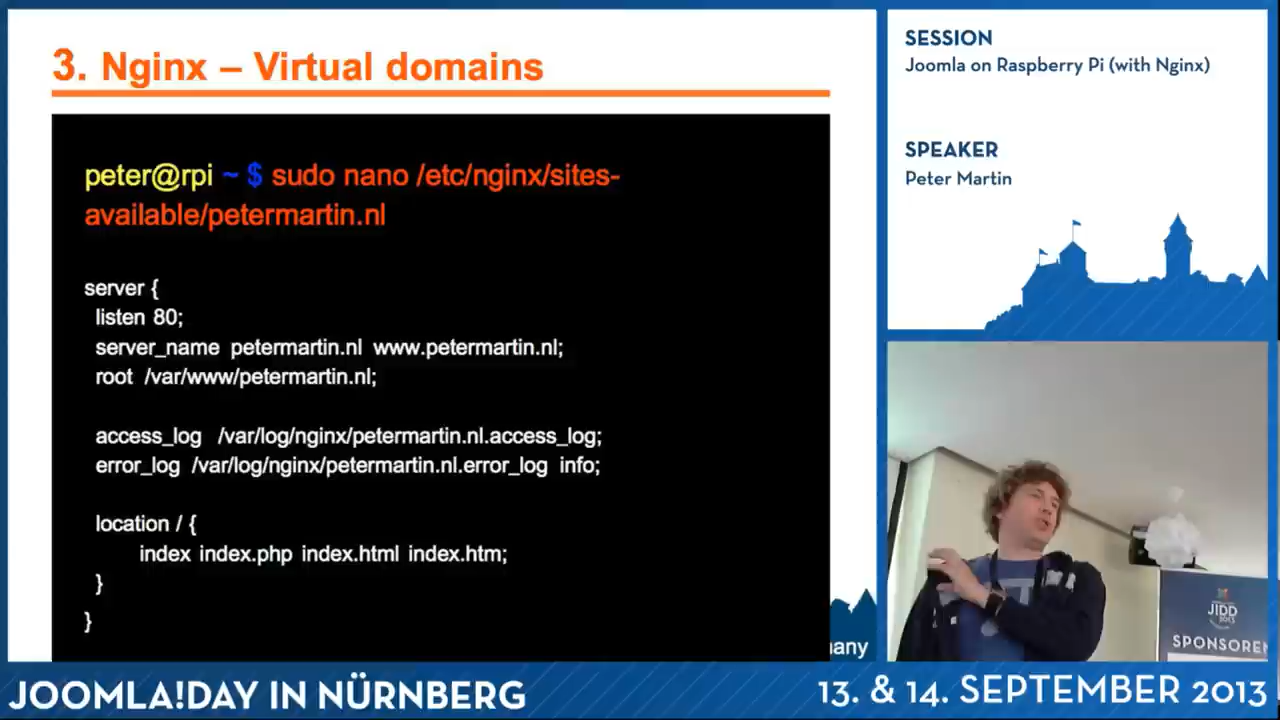 3. Nginx – Virtual domains
peter@rpi ~ $ sudo nano /etc/nginx/sites-
available/petermartin.nl
server {
listen 80;
server_name petermartin.nl www.petermartin.nl;
root /var/www/petermartin.nl;
access_log /var/log/nginx/petermartin.nl.access_log;
error_log /var/log/nginx/petermartin.nl.error_log info;
location / {
index index.php index.html index.htm;
}
}
SESSION
Joomla on Raspberry Pi (with Nginx)
SPEAKER
Peter Martin
JIDD
2013
SPONSOREN
JOOMLA!DAY IN NÜRNBERG
13. & 14. SEPTEMBER 2013